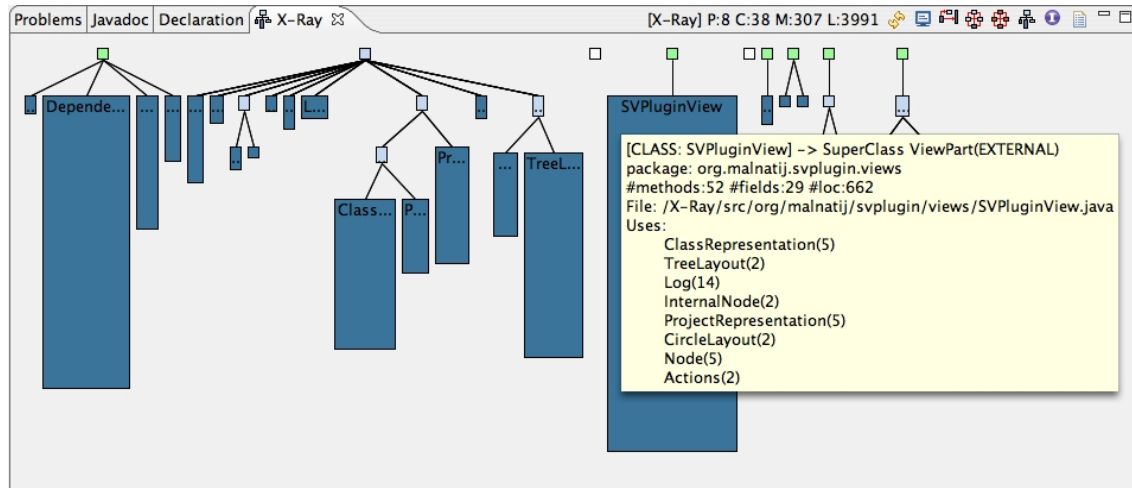 Problems Javadoc Declaration X-Ray [X-Ray] P:8 C:38 M:307 L:3991
.. Depende... ... ... ... .. .. L... .. .. SVPluginView .. ...
.. .. Pr... ... TreeL...
Class... P...
[CLASS: SVPluginView] -> SuperClass ViewPart(EXTERNAL)
package: org.malnatij.svplugin.views
#methods:52 #fields:29 #loc:662
File: /X-Ray/src/org/malnatij/svplugin/views/SVPluginView.java
Uses:
ClassRepresentation(5)
TreeLayout(2)
Log(14)
InternalNode(2)
ProjectRepresentation(5)
CircleLayout(2)
Node(5)
Actions(2)